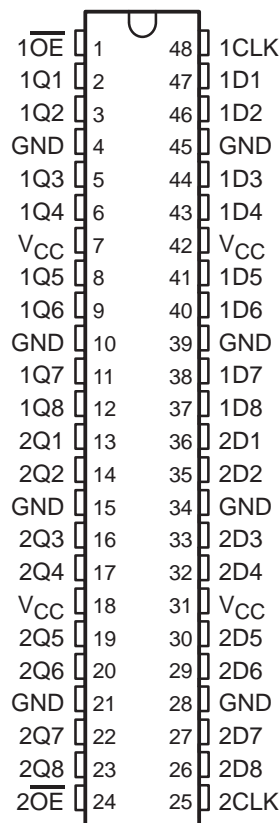 1O̅E̅ 1 48 1CLK
1Q1 2 47 1D1
1Q2 3 46 1D2
GND 4 45 GND
1Q3 5 44 1D3
1Q4 6 43 1D4
VCC 7 42 VCC
1Q5 8 41 1D5
1Q6 9 40 1D6
GND 10 39 GND
1Q7 11 38 1D7
1Q8 12 37 1D8
2Q1 13 36 2D1
2Q2 14 35 2D2
GND 15 34 GND
2Q3 16 33 2D3
2Q4 17 32 2D4
VCC 18 31 VCC
2Q5 19 30 2D5
2Q6 20 29 2D6
GND 21 28 GND
2Q7 22 27 2D7
2Q8 23 26 2D8
2O̅E̅ 24 25 2CLK